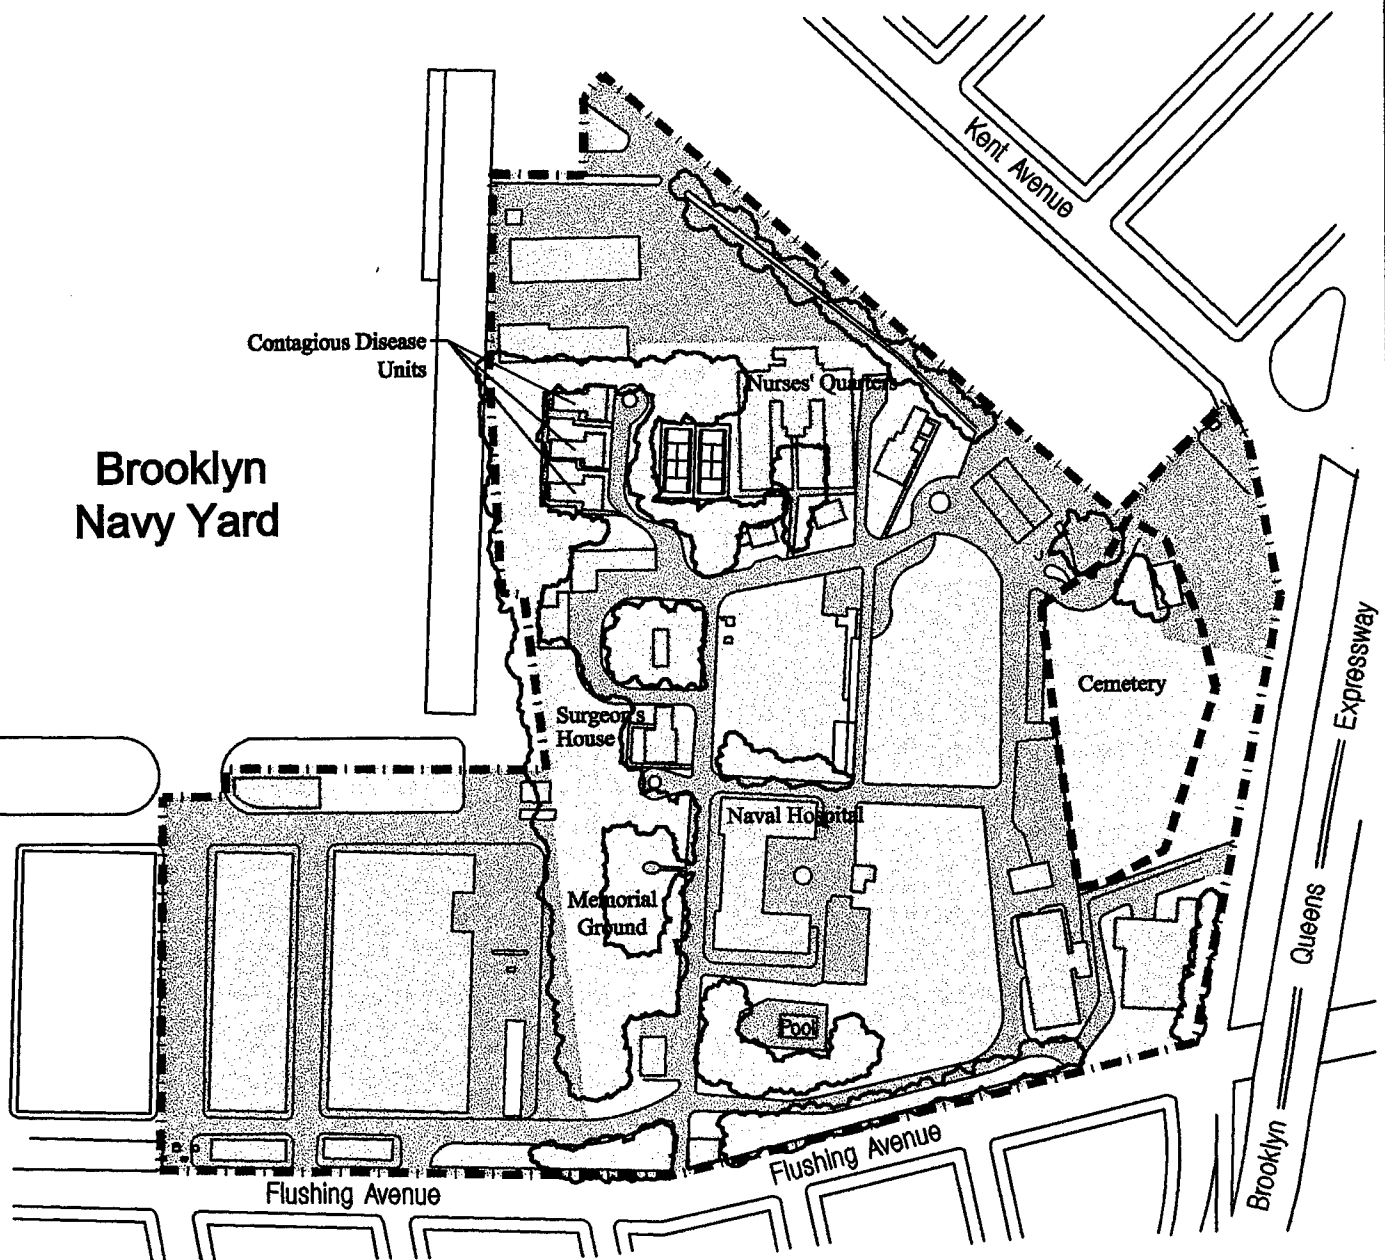 Kent Avenue
Contagious Disease
Units
Nurses' Quarters
Brooklyn
Navy Yard
Cemetery
Surgeon's
House
Naval Hospital
Memorial
Ground
Pool
Brooklyn Queens Expressway
Flushing Avenue
Flushing Avenue